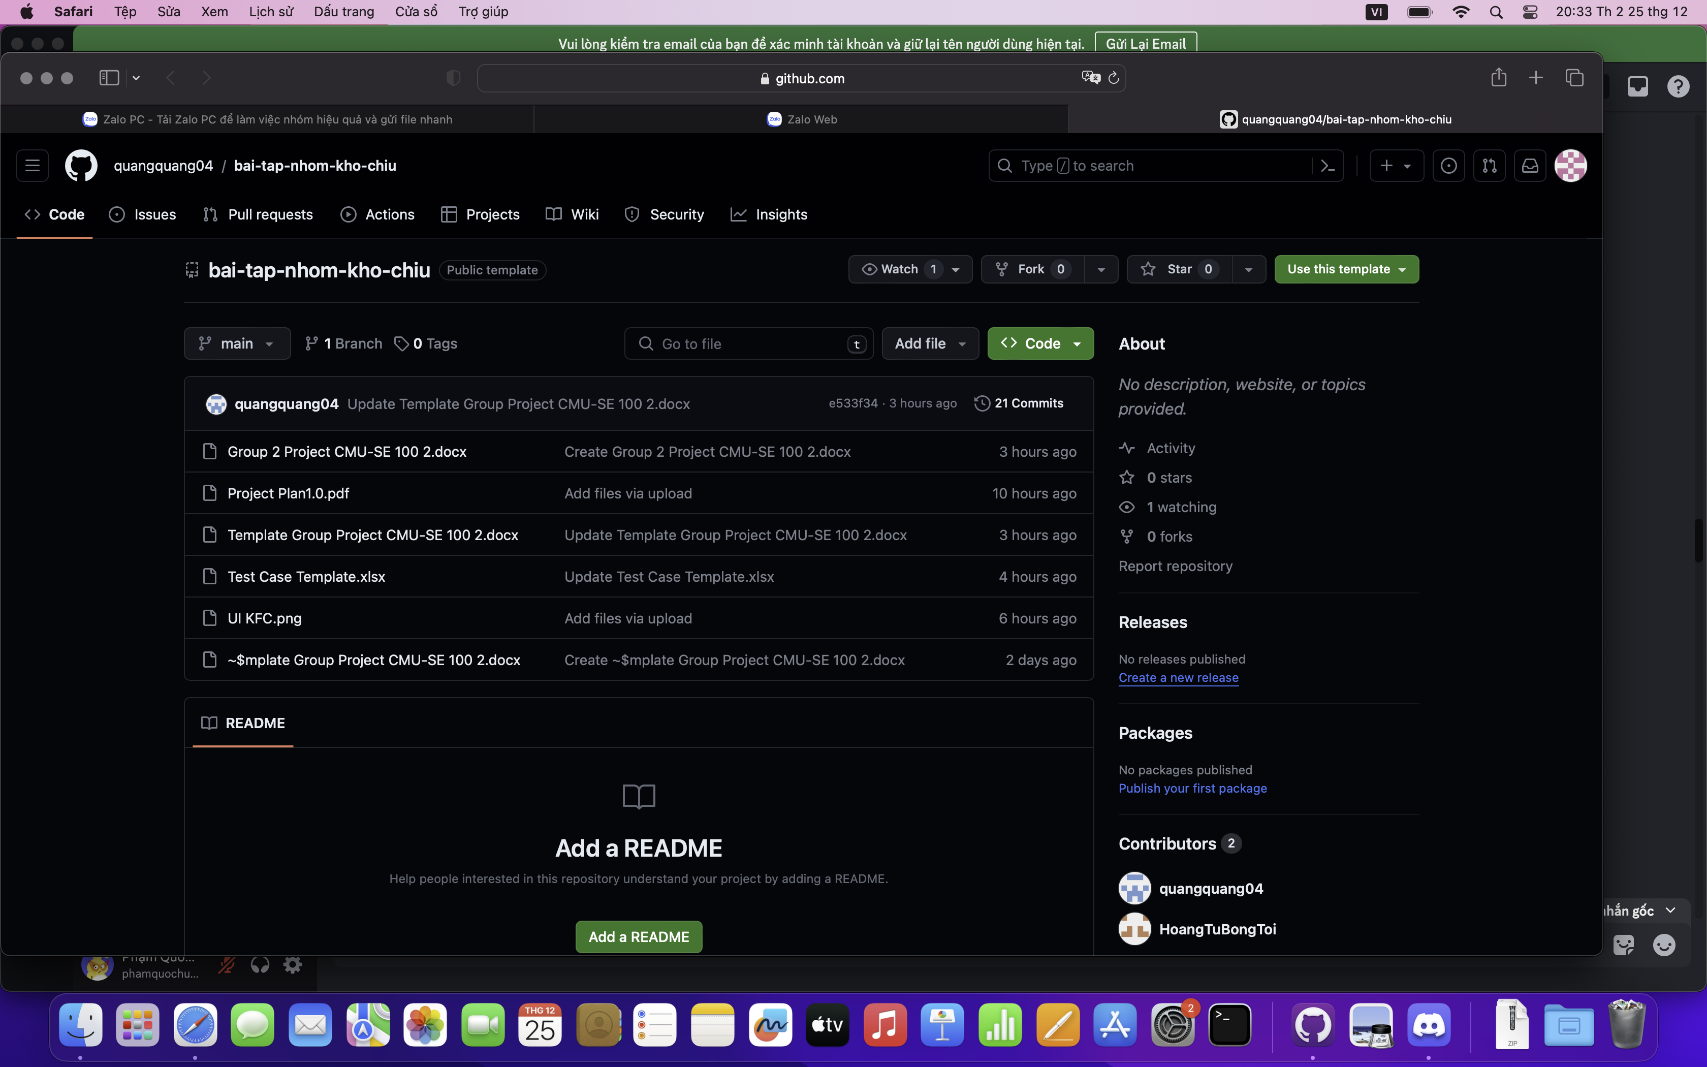 Safari Tệp Sửa Xem Lịch sử Dấu trang Cửa sổ Trợ giúp VI 20:33 Th 2 25 thg 12
Vui lòng kiểm tra email của bạn để xác minh tài khoản và giữ lại tên người dùng hiện tại. Gửi Lại Email
github.com
Zalo PC - Tải Zalo PC để làm việc nhóm hiệu quả và gửi file nhanh
Zalo Web
quangquang04/bai-tap-nhom-kho-chiu
quangquang04 / bai-tap-nhom-kho-chiu
Type / to search
Code Issues Pull requests Actions Projects Wiki Security Insights
bai-tap-nhom-kho-chiu Public template
Watch 1 Fork 0 Star 0 Use this template
main 1 Branch 0 Tags Go to file t Add file Code
quangquang04 Update Template Group Project CMU-SE 100 2.docx e533f34 · 3 hours ago 21 Commits
Group 2 Project CMU-SE 100 2.docx Create Group 2 Project CMU-SE 100 2.docx 3 hours ago
Project Plan1.0.pdf Add files via upload 10 hours ago
Template Group Project CMU-SE 100 2.docx Update Template Group Project CMU-SE 100 2.docx 3 hours ago
Test Case Template.xlsx Update Test Case Template.xlsx 4 hours ago
UI KFC.png Add files via upload 6 hours ago
~$mplate Group Project CMU-SE 100 2.docx Create ~$mplate Group Project CMU-SE 100 2.docx 2 days ago
README
Add a README
Help people interested in this repository understand your project by adding a README.
Add a README
About
No description, website, or topics
provided.
Activity
0 stars
1 watching
0 forks
Report repository
Releases
No releases published
Create a new release
Packages
No packages published
Publish your first package
Contributors 2
quangquang04
HoangTuBongToi
nhắn gốc
Phạm Quố...
phamquochu...
THG 12
25
tv
2
ZIP